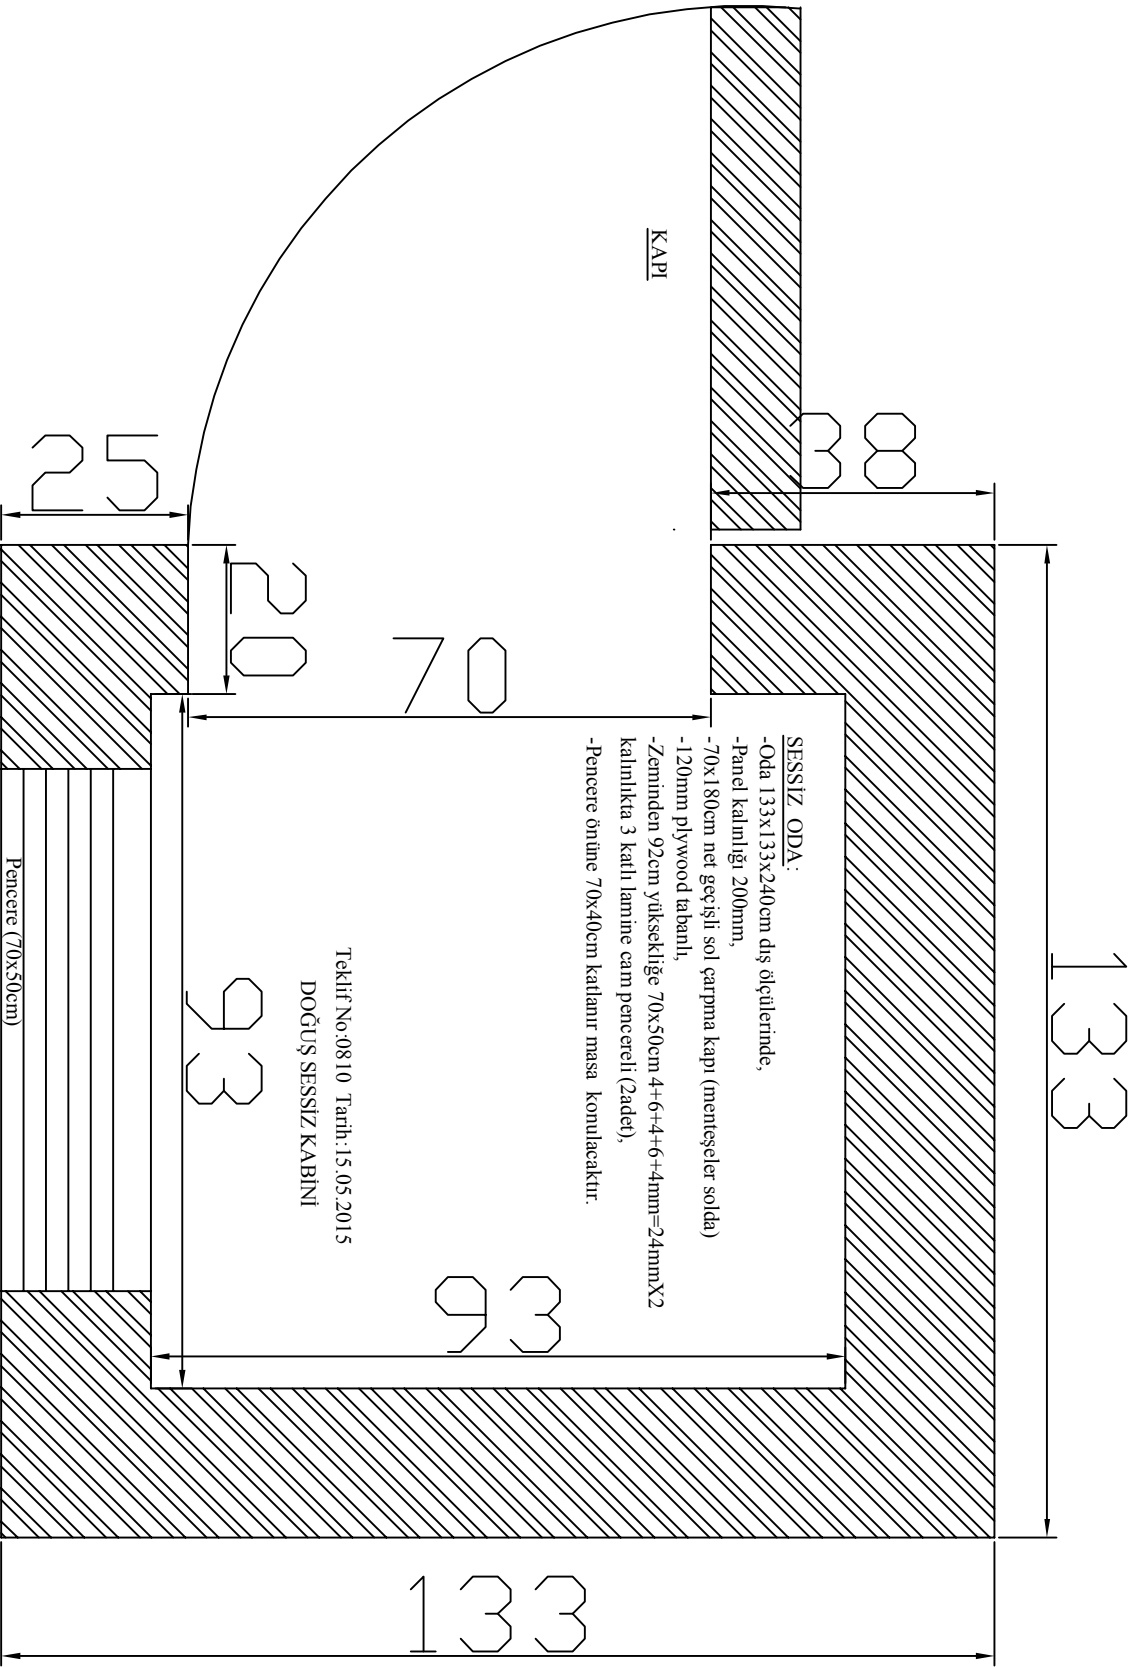 SESSİZ ODA:
-Oda 133x133x240cm dış ölçülerinde,
-Panel kalınlığı 200mm,
-70x180cm net geçişli sol çarpma kapı (menteşeler solda)
-120mm plywood tabanlı,
-Zeminden 92cm yüksekliğe 70x50cm 4+6+4+6+4mm=24mmX2
kalınlıkta 3 katlı lamine cam pencereli (2adet),
-Pencere önüne 70x40cm katlanır masa konulacaktır.
Teklif No:0810 Tarih:15.05.2015
DOĞUŞ SESSİZ KABİNİ
KAPI
Pencere (70x50cm)
133
133
38
25
20
70
93
93